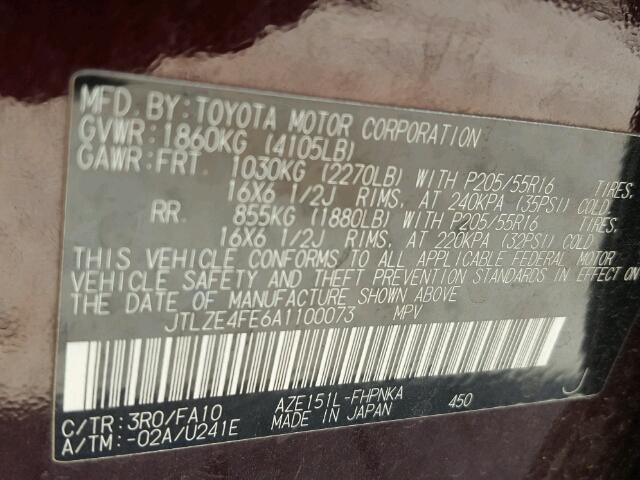 MFD. BY: TOYOTA MOTOR CORPORATION
GVWR: 1860KG (4105LB)
GAWR: FRT. 1030KG (2270LB) WITH P205/55R16 TIRES,
16X6 1/2J RIMS, AT 240KPA (35PSI) COLD.
RR 855KG (1880LB) WITH P205/55R16 TIRES,
16X6 1/2J RIMS, AT 220KPA (32PSI) COLD.
THIS VEHICLE CONFORMS TO ALL APPLICABLE FEDERAL MOTOR
VEHICLE SAFETY AND THEFT PREVENTION STANDARDS IN EFFECT ON
THE DATE OF MANUFACTURE SHOWN ABOVE.
JTLZE4FE6A1100073 MPV
C/TR: 3R0/FA10 AZE151L-FHPNKA 450 J
A/TM: -02A/U241E MADE IN JAPAN